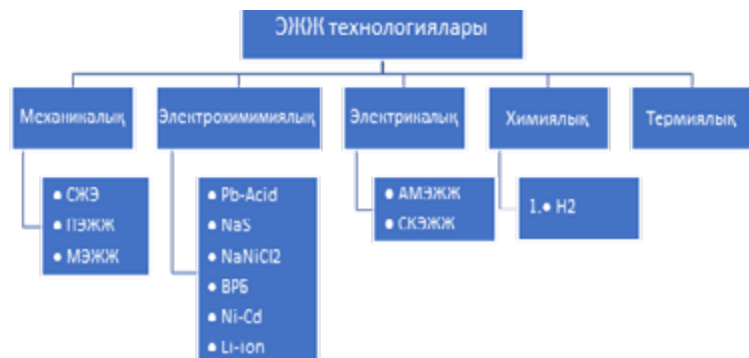 ЭЖЖ технологиялары
Механикалық
Электрохимимиялық
Электрикалық
Химиялық
Термиялық
• СЖЭ
• ПЭЖЖ
• МЭЖЖ
• Pb-Acid
• NaS
• NaNiCl2
• ВРБ
• Ni-Cd
• Li-ion
• АМЭЖЖ
• СКЭЖЖ
1.• H2